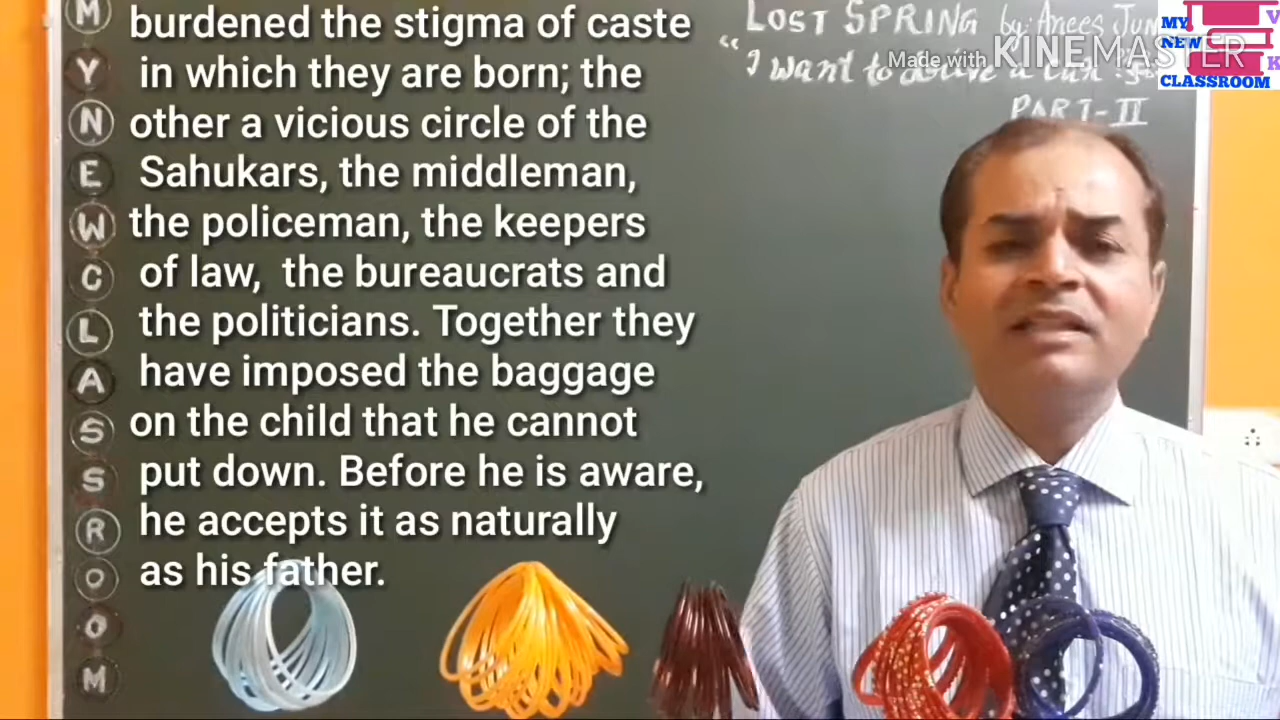 burdened the stigma of caste
in which they are born; the
other a vicious circle of the
Sahukars, the middleman,
the policeman, the keepers
of law, the bureaucrats and
the politicians. Together they
have imposed the baggage
on the child that he cannot
put down. Before he is aware,
he accepts it as naturally
as his father.
M
Y
N
E
W
C
L
A
S
S
R
O
O
M
LOST SPRING by: Anees Jun
"I want to drive a car
PART-II
Made with KINEMASTER
MY
NEW
CLASSROOM
V
K